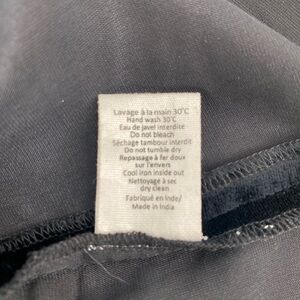 Lavage à la main 30°C
Hand wash 30°C
Eau de javel interdite
Do not bleach
Séchage tambour interdit
Do not tumble dry
Repassage à fer doux
sur l'envers
Cool iron inside out
Nettoyage à sec
dry clean
Fabriqué en Inde/
Made in India